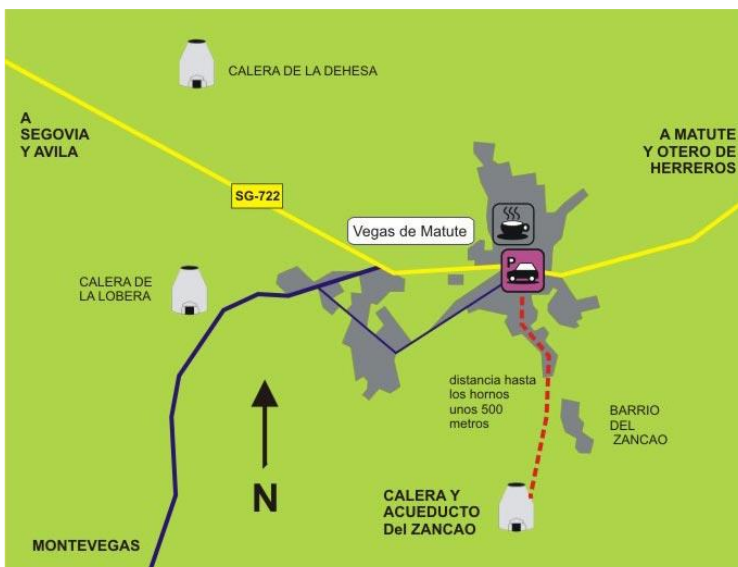 CALERA DE LA DEHESA
A
SEGOVIA
Y AVILA
A MATUTE
Y OTERO DE
HERREROS
SG-722
Vegas de Matute
P
CALERA DE
LA LOBERA
distancia hasta
los hornos
unos 500
metros
BARRIO
DEL
ZANCAO
N
CALERA Y
ACUEDUCTO
Del ZANCAO
MONTEVEGAS